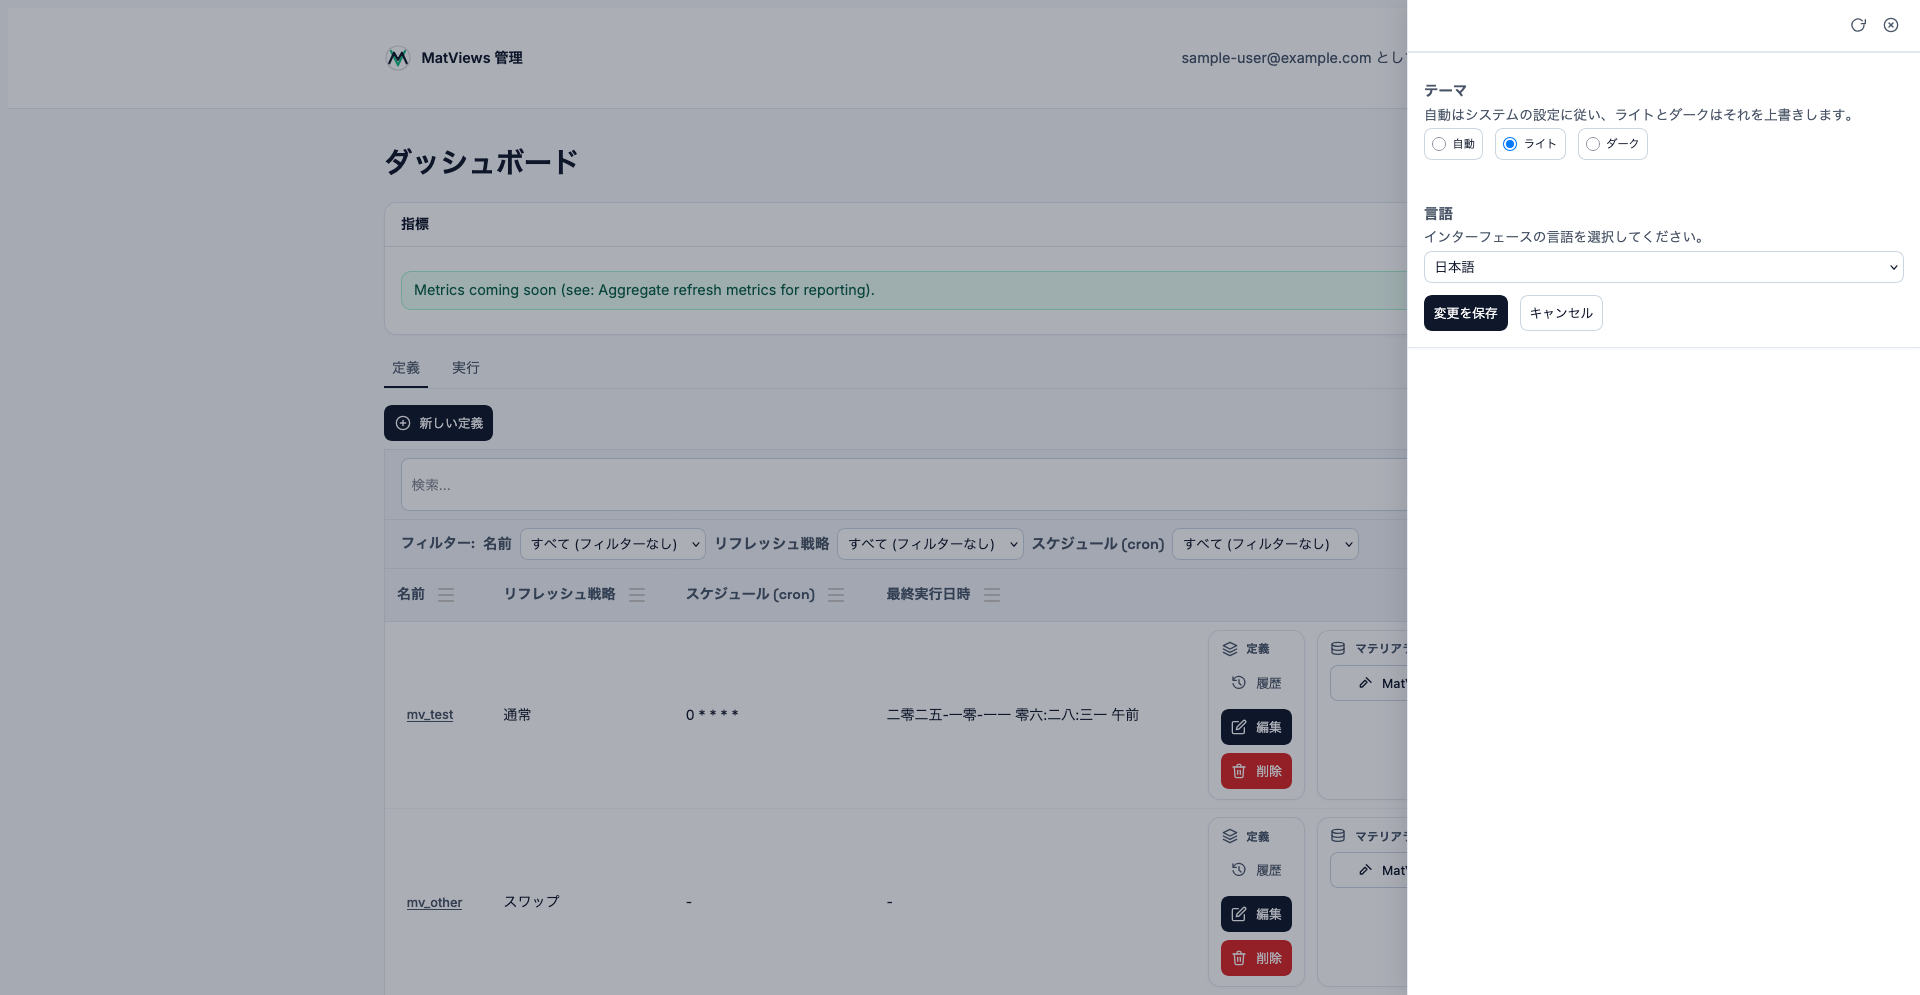 MatViews 管理
sample-user@example.com とし
ダッシュボード
指標
Metrics coming soon (see: Aggregate refresh metrics for reporting).
定義 実行
新しい定義
検索...
フィルター: 名前 すべて (フィルターなし) リフレッシュ戦略 すべて (フィルターなし) スケジュール (cron) すべて (フィルターなし)
名前 リフレッシュ戦略 スケジュール (cron) 最終実行日時
mv_test 通常 0 * * * * 二零二五-一零-一一 零六:二八:三一 午前
定義
履歴
編集
削除
マテリア
Mat
mv_other スワップ - -
定義
履歴
編集
削除
マテリア
Mat
テーマ
自動はシステムの設定に従い、ライトとダークはそれを上書きします。
自動 ライト ダーク
言語
インターフェースの言語を選択してください。
日本語
変更を保存 キャンセル